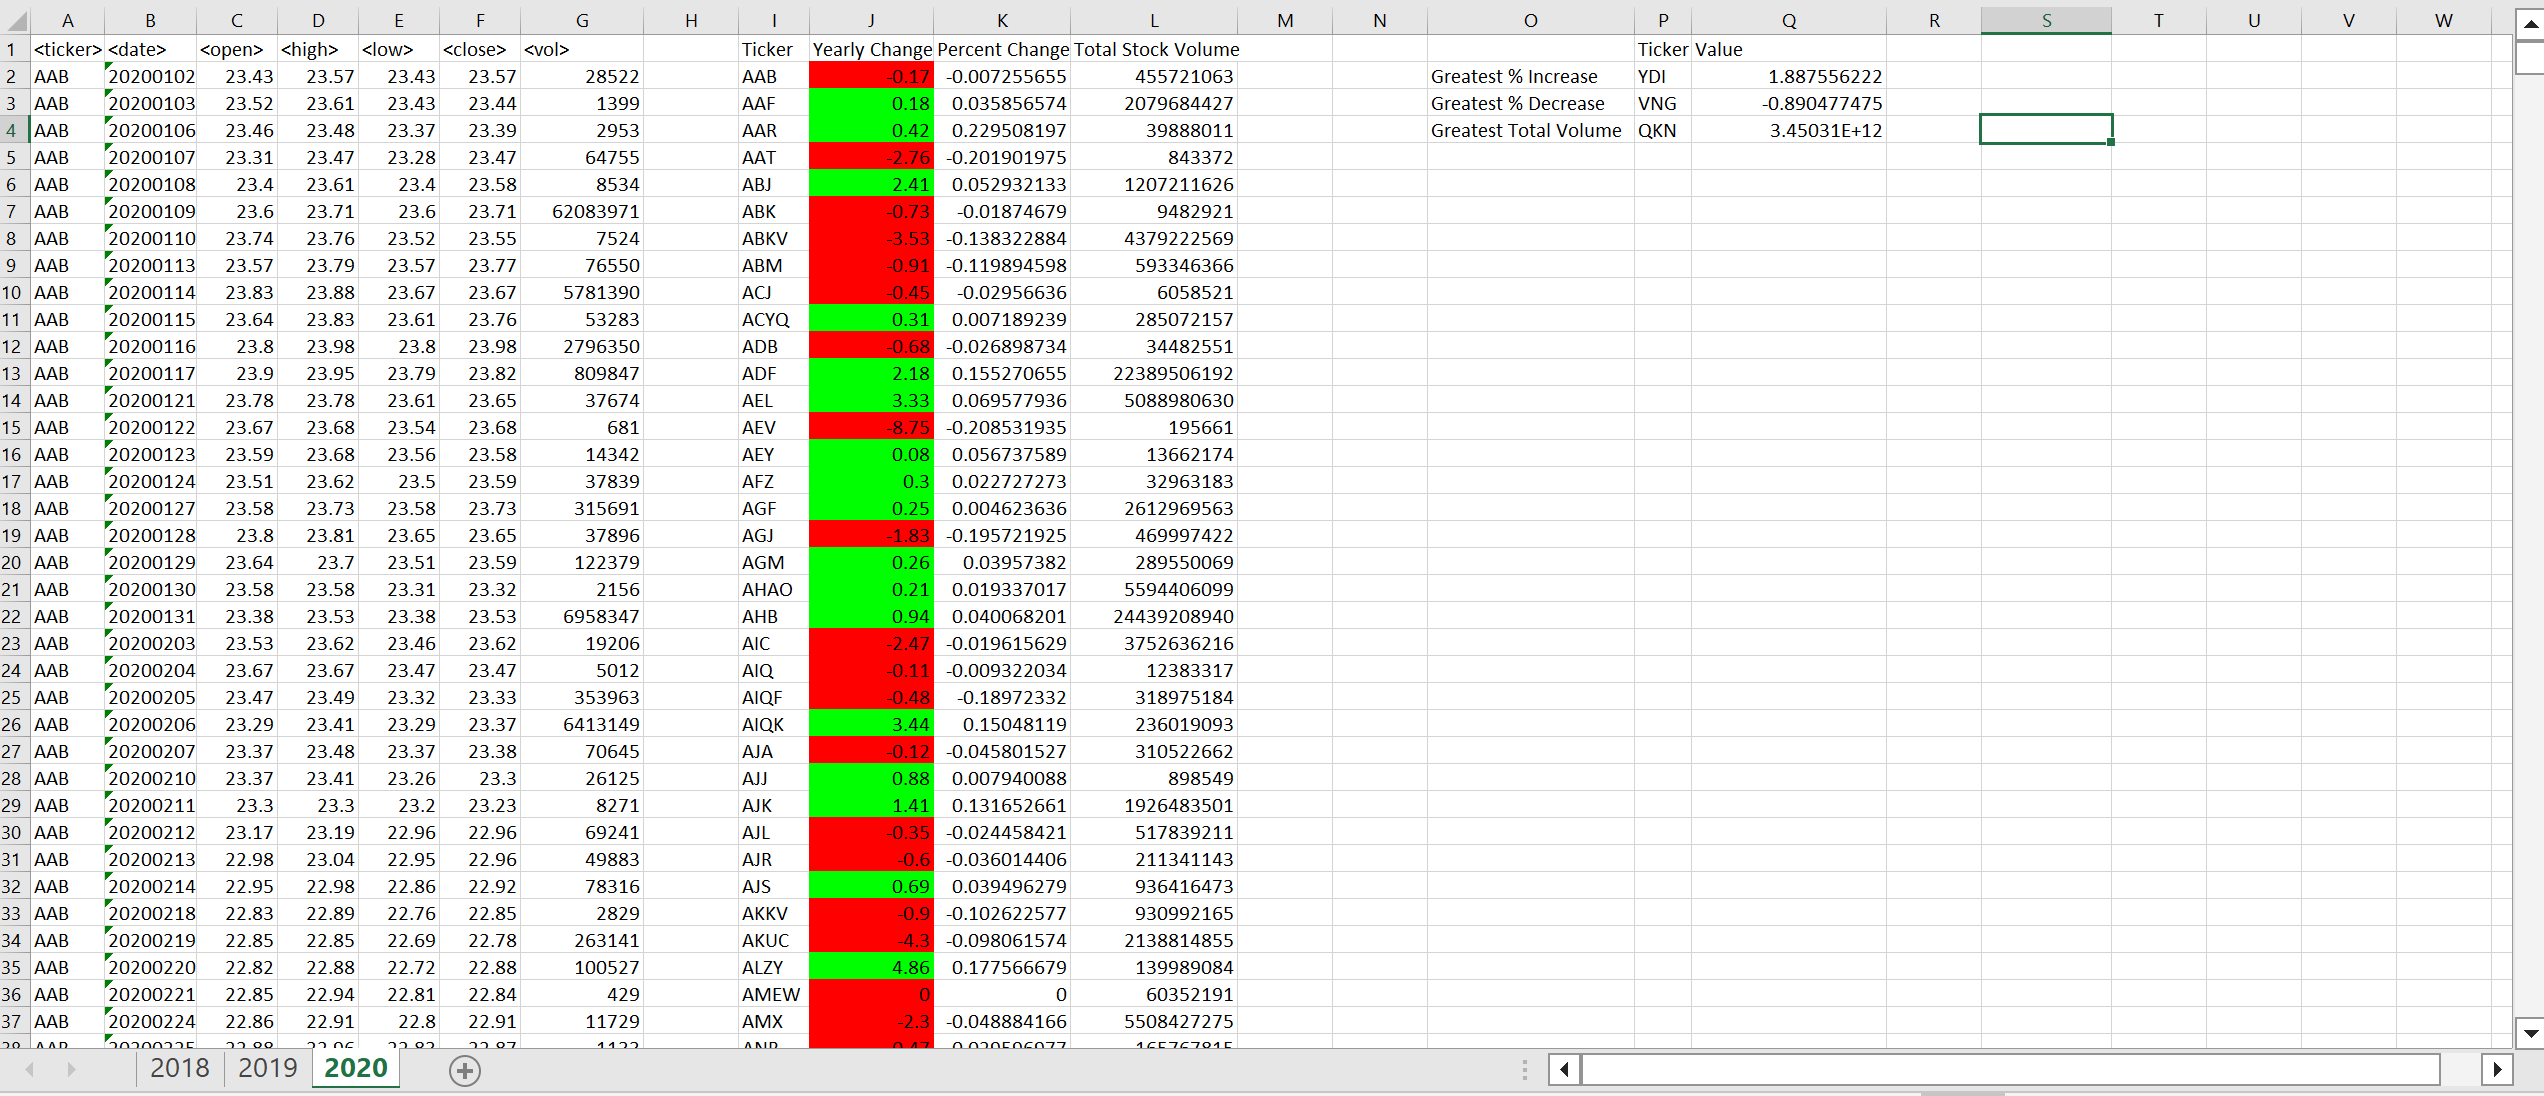 A B C D E F G H I J K L M N O P Q R S T U V W
1 <ticker> <date> <open> <high> <low> <close> <vol> Ticker Yearly Change Percent Change Total Stock Volume Ticker Value
2 AAB 20200102 23.43 23.57 23.43 23.57 28522 AAB -0.17 -0.007255655 455721063 Greatest % Increase YDI 1.887556222
3 AAB 20200103 23.52 23.61 23.43 23.44 1399 AAF 0.18 0.035856574 2079684427 Greatest % Decrease VNG -0.890477475
4 AAB 20200106 23.46 23.48 23.37 23.39 2953 AAR 0.42 0.229508197 39888011 Greatest Total Volume QKN 3.45031E+12
5 AAB 20200107 23.31 23.47 23.28 23.47 64755 AAT -2.76 -0.201901975 843372
6 AAB 20200108 23.4 23.61 23.4 23.58 8534 ABJ 2.41 0.052932133 1207211626
7 AAB 20200109 23.6 23.71 23.6 23.71 62083971 ABK -0.73 -0.01874679 9482921
8 AAB 20200110 23.74 23.76 23.52 23.55 7524 ABKV -3.53 -0.138322884 4379222569
9 AAB 20200113 23.57 23.79 23.57 23.77 76550 ABM -0.91 -0.119894598 593346366
10 AAB 20200114 23.83 23.88 23.67 23.67 5781390 ACJ -0.45 -0.02956636 6058521
11 AAB 20200115 23.64 23.83 23.61 23.76 53283 ACYQ 0.31 0.007189239 285072157
12 AAB 20200116 23.8 23.98 23.8 23.98 2796350 ADB -0.68 -0.026898734 34482551
13 AAB 20200117 23.9 23.95 23.79 23.82 809847 ADF 2.18 0.155270655 22389506192
14 AAB 20200121 23.78 23.78 23.61 23.65 37674 AEL 3.33 0.069577936 5088980630
15 AAB 20200122 23.67 23.68 23.54 23.68 681 AEV -8.75 -0.208531935 195661
16 AAB 20200123 23.59 23.68 23.56 23.58 14342 AEY 0.08 0.056737589 13662174
17 AAB 20200124 23.51 23.62 23.5 23.59 37839 AFZ 0.3 0.022727273 32963183
18 AAB 20200127 23.58 23.73 23.58 23.73 315691 AGF 0.25 0.004623636 2612969563
19 AAB 20200128 23.8 23.81 23.65 23.65 37896 AGJ -1.83 -0.195721925 469997422
20 AAB 20200129 23.64 23.7 23.51 23.59 122379 AGM 0.26 0.03957382 289550069
21 AAB 20200130 23.58 23.58 23.31 23.32 2156 AHAO 0.21 0.019337017 5594406099
22 AAB 20200131 23.38 23.53 23.38 23.53 6958347 AHB 0.94 0.040068201 24439208940
23 AAB 20200203 23.53 23.62 23.46 23.62 19206 AIC -2.47 -0.019615629 3752636216
24 AAB 20200204 23.67 23.67 23.47 23.47 5012 AIQ -0.11 -0.009322034 12383317
25 AAB 20200205 23.47 23.49 23.32 23.33 353963 AIQF -0.48 -0.18972332 318975184
26 AAB 20200206 23.29 23.41 23.29 23.37 6413149 AIQK 3.44 0.15048119 236019093
27 AAB 20200207 23.37 23.48 23.37 23.38 70645 AJA -0.12 -0.045801527 310522662
28 AAB 20200210 23.37 23.41 23.26 23.3 26125 AJJ 0.88 0.007940088 898549
29 AAB 20200211 23.3 23.3 23.2 23.23 8271 AJK 1.41 0.131652661 1926483501
30 AAB 20200212 23.17 23.19 22.96 22.96 69241 AJL -0.35 -0.024458421 517839211
31 AAB 20200213 22.98 23.04 22.95 22.96 49883 AJR -0.6 -0.036014406 211341143
32 AAB 20200214 22.95 22.98 22.86 22.92 78316 AJS 0.69 0.039496279 936416473
33 AAB 20200218 22.83 22.89 22.76 22.85 2829 AKKV -0.9 -0.102622577 930992165
34 AAB 20200219 22.85 22.85 22.69 22.78 263141 AKUC -4.3 -0.098061574 2138814855
35 AAB 20200220 22.82 22.88 22.72 22.88 100527 ALZY 4.86 0.177566679 139989084
36 AAB 20200221 22.85 22.94 22.81 22.84 429 AMEW 0 0 60352191
37 AAB 20200224 22.86 22.91 22.8 22.91 11729 AMX -2.3 -0.048884166 5508427275
2018 2019 2020